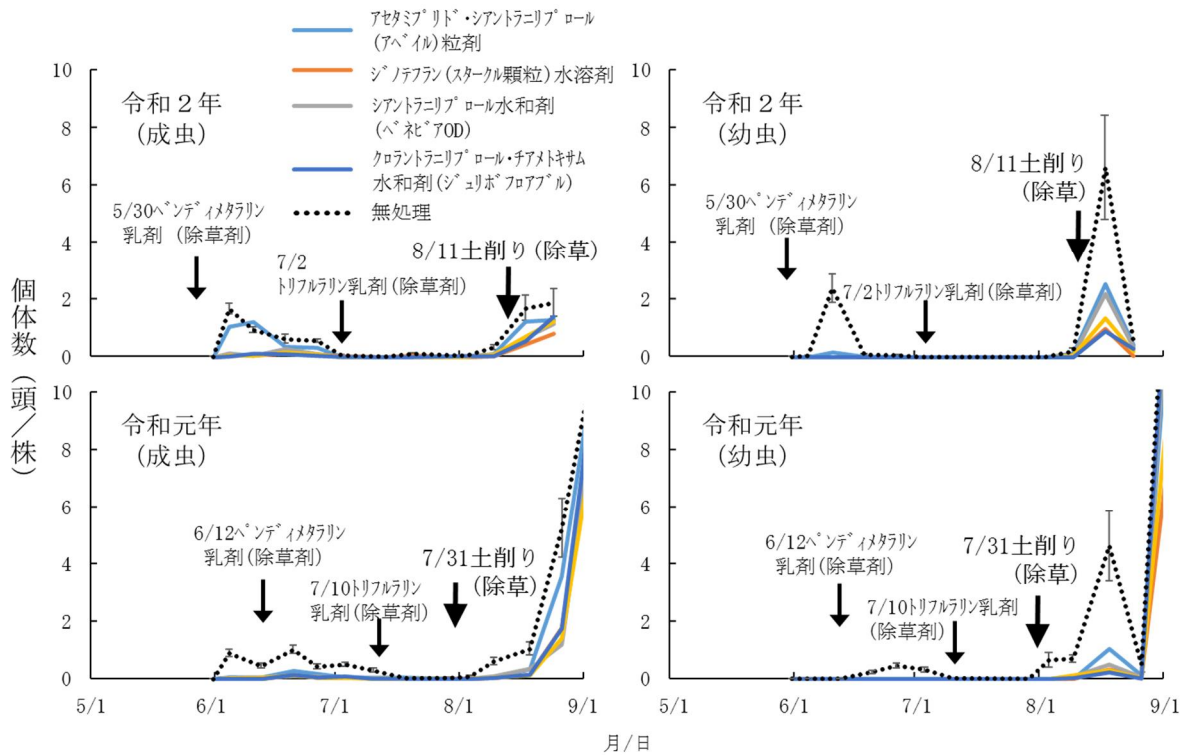 アセタミプリド・シアントラニリプロール
(アベイル)粒剤
ジノテフラン(スタークル顆粒)水溶剤
シアントラニリプロール水和剤
(ベネビアOD)
クロラントラニリプロール・チアメトキサム
水和剤(ジュリボフロアブル)
無処理
個体数(頭/株)
10
8
6
4
2
0
令和2年
(成虫)
5/30ペンディメタラリン
乳剤 (除草剤)
7/2
トリフルラリン乳剤(除草剤)
8/11土削り(除草)
10
8
6
4
2
0
令和2年
(幼虫)
5/30ペンディメタラリン
乳剤 (除草剤)
7/2トリフルラリン乳剤(除草剤)
8/11土削り
(除草)
10
8
6
4
2
0
令和元年
(成虫)
6/12ペンディメタラリン
乳剤(除草剤)
7/10トリフルラリン
乳剤(除草剤)
7/31土削り
(除草)
5/1 6/1 7/1 8/1 9/1
10
8
6
4
2
0
令和元年
(幼虫)
6/12ペンディメタラリン
乳剤(除草剤)
7/10トリフルラリン乳剤
(除草剤)
7/31土削り
(除草)
5/1 6/1 7/1 8/1 9/1
月/日